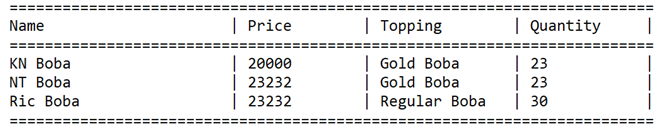 ==========================================================================
Name                     | Price        | Topping        | Quantity     |
==========================================================================
KN Boba                  | 20000        | Gold Boba      | 23           |
NT Boba                  | 23232        | Gold Boba      | 23           |
Ric Boba                 | 23232        | Regular Boba   | 30           |
==========================================================================